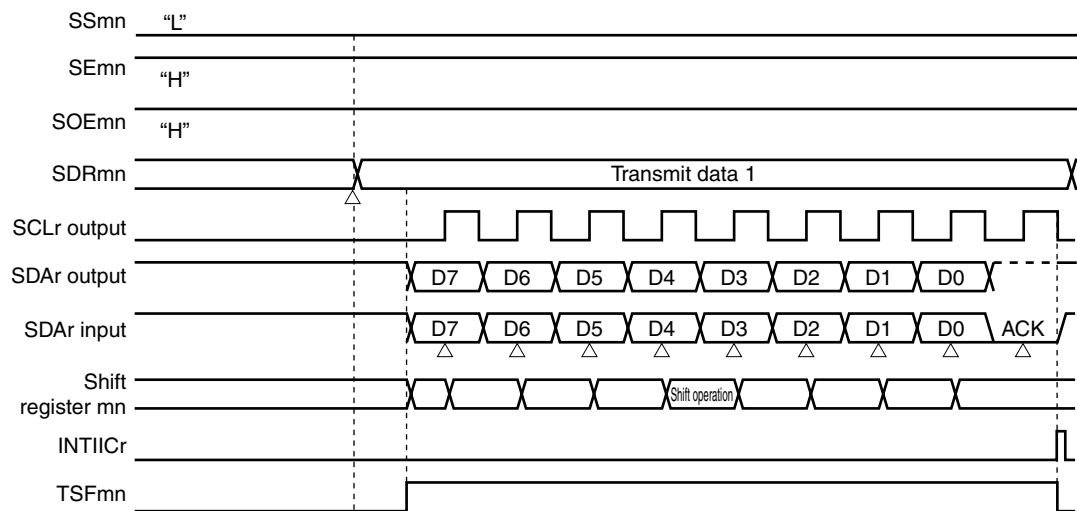 SSmn “L”
SEmn “H”
SOEmn “H”
SDRmn Transmit data 1
SCLr output
SDAr output D7 D6 D5 D4 D3 D2 D1 D0
SDAr input D7 D6 D5 D4 D3 D2 D1 D0 ACK
Shift
register mn Shift operation
INTIICr
TSFmn